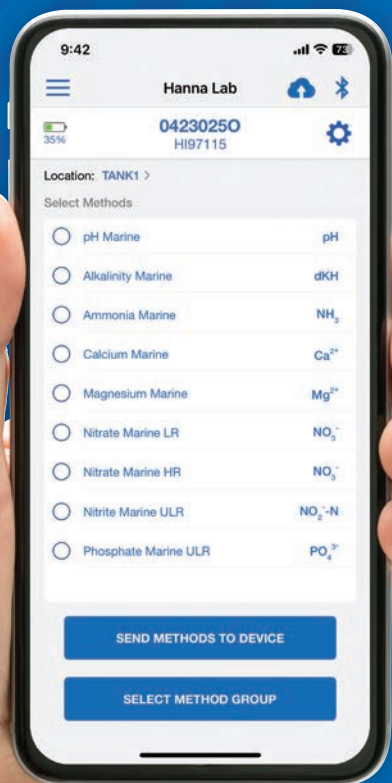 9:42
73
Hanna Lab
35%
04230250
HI97115
Location: TANK1 >
Select Methods
pH Marine pH
Alkalinity Marine dKH
Ammonia Marine NH₃
Calcium Marine Ca²⁺
Magnesium Marine Mg²⁺
Nitrate Marine LR NO₃⁻
Nitrate Marine HR NO₃⁻
Nitrite Marine ULR NO₂⁻-N
Phosphate Marine ULR PO₄³⁻
SEND METHODS TO DEVICE
SELECT METHOD GROUP